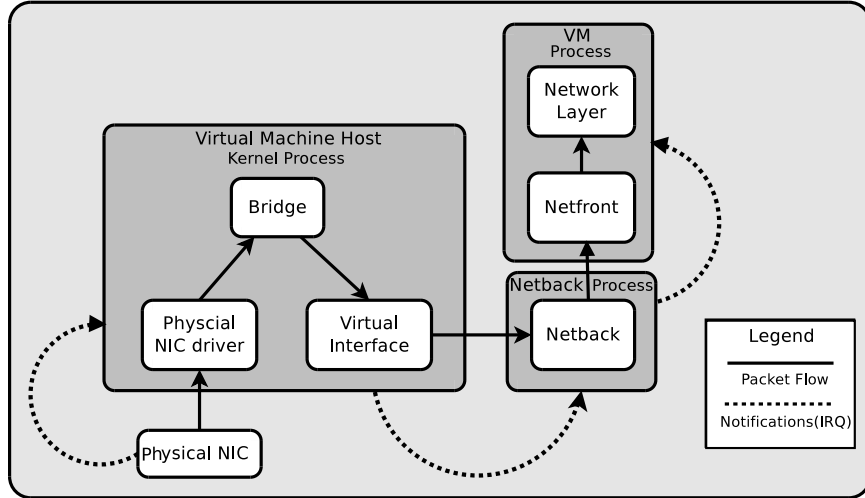 VM
Process
Network
Layer
Netfront
Virtual Machine Host
Kernel Process
Bridge
Physcial
NIC driver
Virtual
Interface
Netback Process
Netback
Physical NIC
Legend
Packet Flow
Notifications(IRQ)